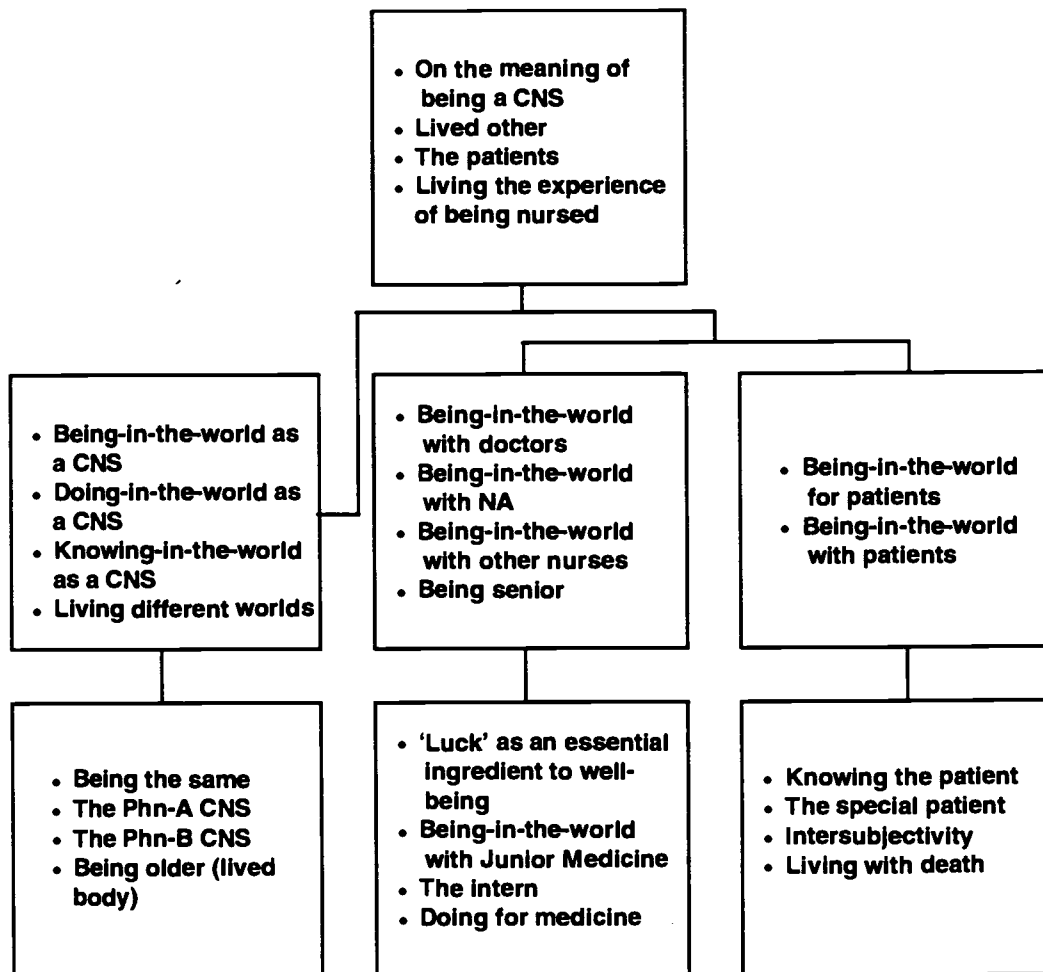 • On the meaning of
being a CNS
• Lived other
• The patients
• Living the experience
of being nursed
• Being-in-the-world as
a CNS
• Doing-in-the-world as
a CNS
• Knowing-in-the-world
as a CNS
• Living different worlds
• Being-in-the-world
with doctors
• Being-in-the-world
with NA
• Being-in-the-world
with other nurses
• Being senior
• Being-in-the-world
for patients
• Being-in-the-world
with patients
• Being the same
• The Phn-A CNS
• The Phn-B CNS
• Being older (lived
body)
• ‘Luck’ as an essential
ingredient to well-
being
• Being-in-the-world
with Junior Medicine
• The intern
• Doing for medicine
• Knowing the patient
• The special patient
• Intersubjectivity
• Living with death